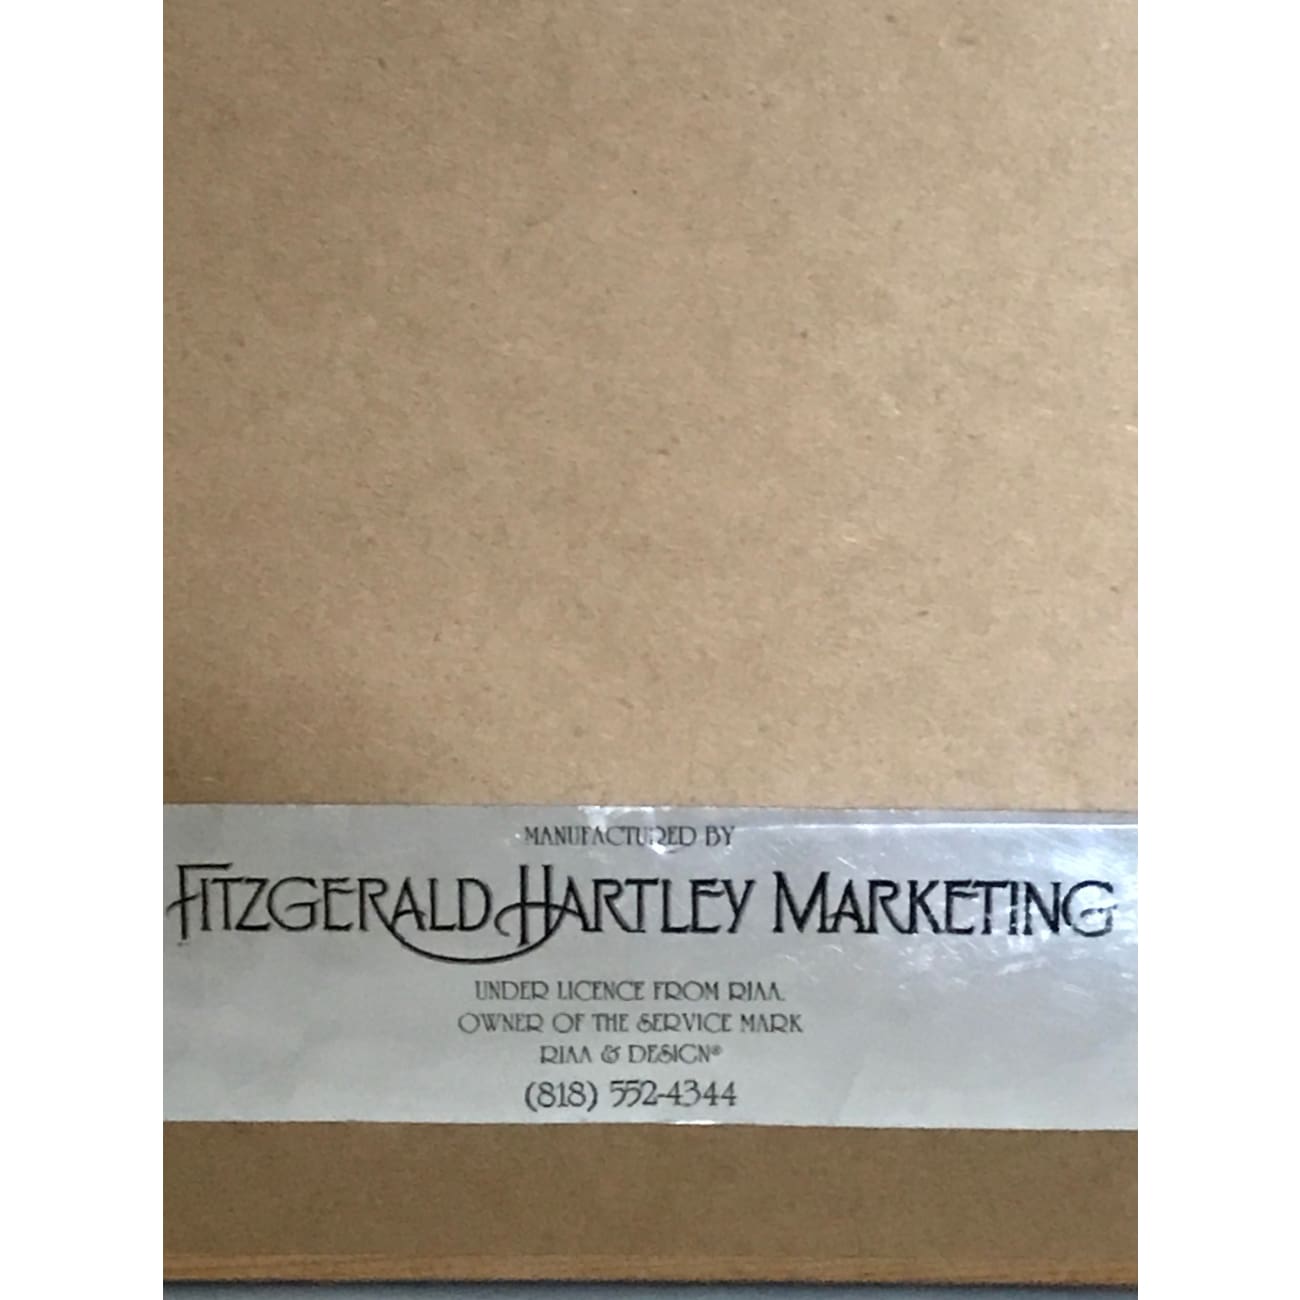 MANUFACTURED BY
FITZGERALD HARTLEY MARKETING
UNDER LICENCE FROM RIAA
OWNER OF THE SERVICE MARK
RIAA & DESIGN®
(818) 552-4344